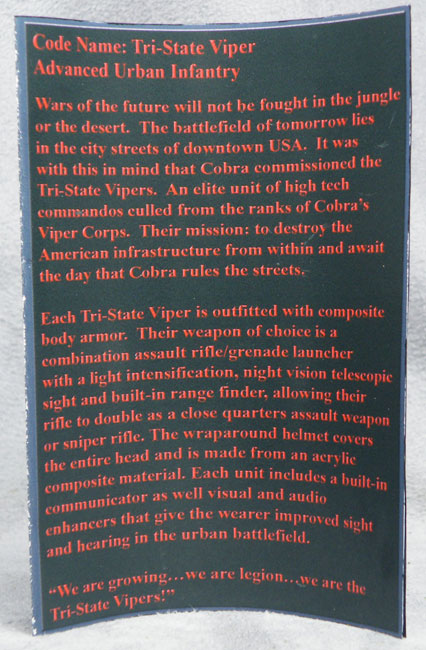 Code Name: Tri-State Viper
Advanced Urban Infantry
Wars of the future will not be fought in the jungle
or the desert.  The battlefield of tomorrow lies
in the city streets of downtown USA.  It was
with this in mind that Cobra commissioned the
Tri-State Vipers.  An elite unit of high tech
commandos culled from the ranks of Cobra's
Viper Corps.  Their mission: to destroy the
American infrastructure from within and await
the day that Cobra rules the streets.
Each Tri-State Viper is outfitted with composite
body armor.  Their weapon of choice is a
combination assault rifle/grenade launcher
with a light intensification, night vision telescopic
sight and built-in range finder, allowing their
rifle to double as a close quarters assault weapon
or sniper rifle. The wraparound helmet covers
the entire head and is made from an acrylic
composite material. Each unit includes a built-in
communicator as well visual and audio
enhancers that give the wearer improved sight
and hearing in the urban battlefield.
"We are growing…we are legion…we are the
Tri-State Vipers!"